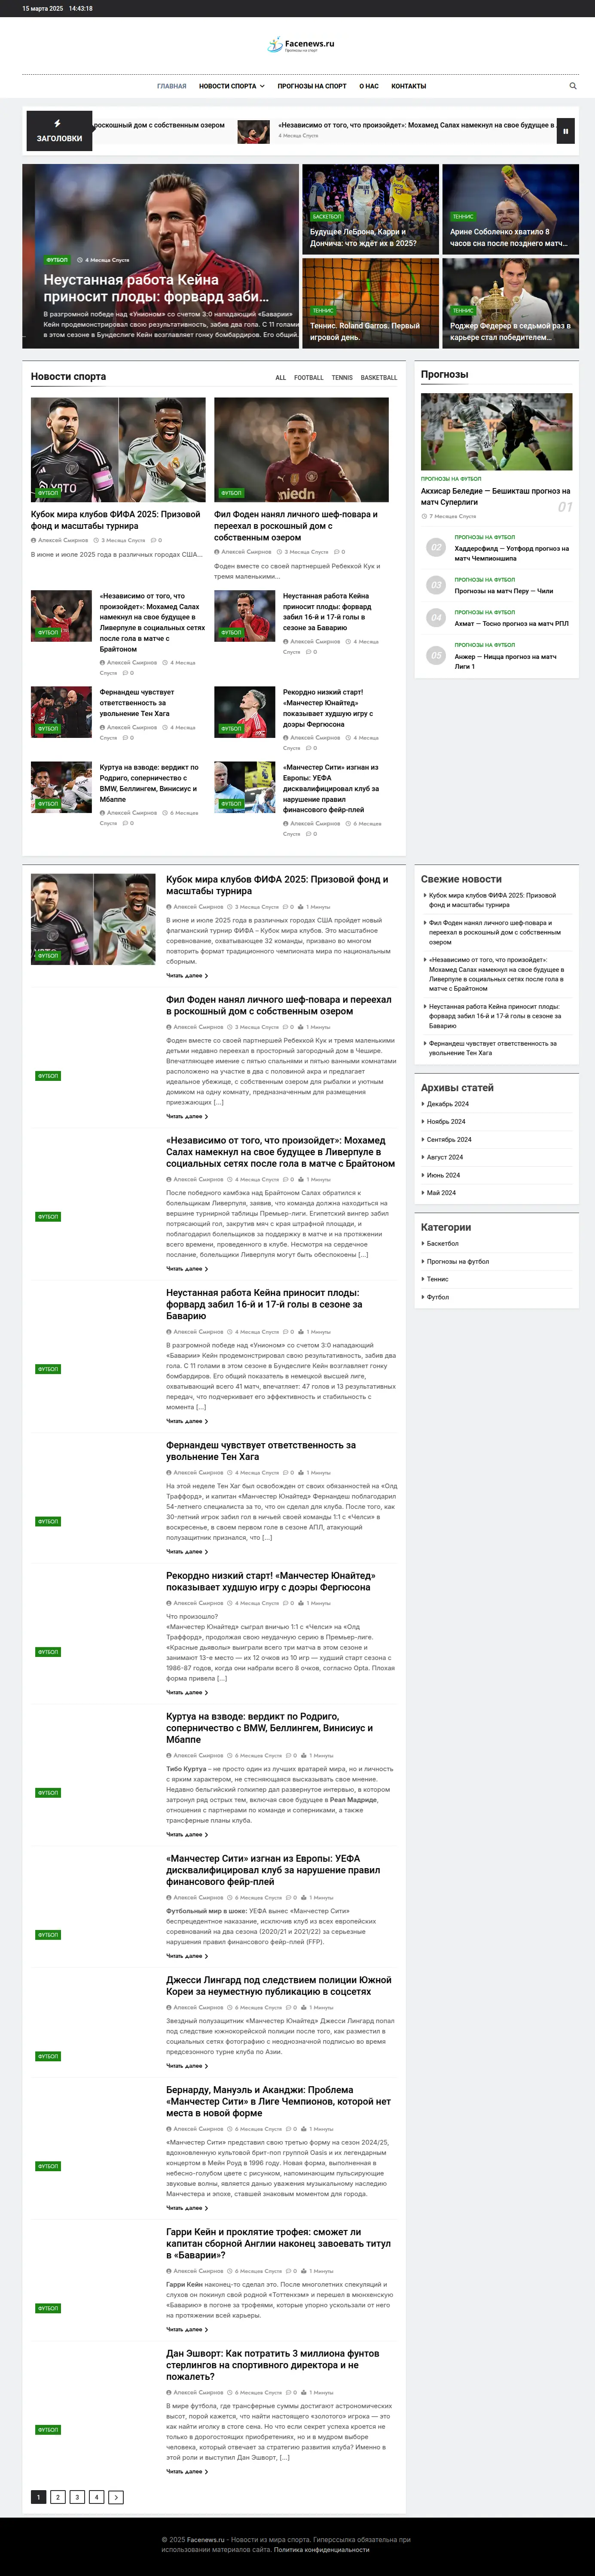 15 марта 2025 14:43:18
Facenews.ru
Прогнозы на спорт
ГЛАВНАЯ НОВОСТИ СПОРТА ПРОГНОЗЫ НА СПОРТ О НАС КОНТАКТЫ
ЗАГОЛОВКИ
роскошный дом с собственным озером
«Независимо от того, что произойдет»: Мохамед Салах намекнул на свое будущее в
4 Месяца Спустя
ФУТБОЛ 4 Месяца Спустя
Неустанная работа Кейна
приносит плоды: форвард заби...
В разгромной победе над «Унионом» со счетом 3:0 нападающий «Баварии»
Кейн продемонстрировал свою результативность, забив два гола. С 11 голами
в этом сезоне в Бундеслиге Кейн возглавляет гонку бомбардиров. Его общий
БАСКЕТБОЛ
Будущее ЛеБрона, Карри и
Дончича: что ждёт их в 2025?
ТЕННИС
Арине Соболенко хватило 8
часов сна после позднего матч...
ТЕННИС
Теннис. Roland Garros. Первый
игровой день.
ТЕННИС
Роджер Федерер в седьмой раз в
карьере стал победителем...
Новости спорта
ALL FOOTBALL TENNIS BASKETBALL
ФУТБОЛ
Кубок мира клубов ФИФА 2025: Призовой
фонд и масштабы турнира
Алексей Смирнов 3 Месяца Спустя 0
В июне и июле 2025 года в различных городах США...
ФУТБОЛ
Фил Фоден нанял личного шеф-повара и
переехал в роскошный дом с
собственным озером
Алексей Смирнов 3 Месяца Спустя 0
Фоден вместе со своей партнершей Ребеккой Кук и
тремя маленькими...
ФУТБОЛ
«Независимо от того, что
произойдет»: Мохамед Салах
намекнул на свое будущее в
Ливерпуле в социальных сетях
после гола в матче с
Брайтоном
Алексей Смирнов 4 Месяца
Спустя 0
ФУТБОЛ
Неустанная работа Кейна
приносит плоды: форвард
забил 16-й и 17-й голы в
сезоне за Баварию
Алексей Смирнов 4 Месяца
Спустя 0
ФУТБОЛ
Фернандеш чувствует
ответственность за
увольнение Тен Хага
Алексей Смирнов 4 Месяца
Спустя 0
ФУТБОЛ
Рекордно низкий старт!
«Манчестер Юнайтед»
показывает худшую игру с
доэры Фергюсона
Алексей Смирнов 4 Месяца
Спустя 0
ФУТБОЛ
Куртуа на взводе: вердикт по
Родриго, соперничество с
BMW, Беллингем, Винисиус и
Мбаппе
Алексей Смирнов 6 Месяцев
Спустя 0
ФУТБОЛ
«Манчестер Сити» изгнан из
Европы: УЕФА
дисквалифицировал клуб за
нарушение правил
финансового фейр-плей
Алексей Смирнов 6 Месяцев
Спустя 0
Прогнозы
ПРОГНОЗЫ НА ФУТБОЛ
Акхисар Беледие — Бешикташ прогноз на
матч Суперлиги
7 Месяцев Спустя
01
02
ПРОГНОЗЫ НА ФУТБОЛ
Хаддерсфилд — Уотфорд прогноз на
матч Чемпионшипа
03
ПРОГНОЗЫ НА ФУТБОЛ
Прогнозы на матч Перу — Чили
04
ПРОГНОЗЫ НА ФУТБОЛ
Ахмат — Тосно прогноз на матч РПЛ
05
ПРОГНОЗЫ НА ФУТБОЛ
Анжер — Ницца прогноз на матч
Лиги 1
ФУТБОЛ
Кубок мира клубов ФИФА 2025: Призовой фонд и
масштабы турнира
Алексей Смирнов 3 Месяца Спустя 0 1 Минуты
В июне и июле 2025 года в различных городах США пройдет новый
флагманский турнир ФИФА – Кубок мира клубов. Это масштабное
соревнование, охватывающее 32 команды, призвано во многом
повторить формат традиционного чемпионата мира по национальным
сборным.
Читать далее
ФУТБОЛ
Фил Фоден нанял личного шеф-повара и переехал
в роскошный дом с собственным озером
Алексей Смирнов 3 Месяца Спустя 0 1 Минуты
Фоден вместе со своей партнершей Ребеккой Кук и тремя маленькими
детьми недавно переехал в просторный загородный дом в Чешире.
Впечатляющее имение с пятью спальнями и пятью ванными комнатами
расположено на участке в два с половиной акра и предлагает
идеальное убежище, с собственным озером для рыбалки и уютным
домиком на одну комнату, предназначенным для размещения
приезжающих [...]
Читать далее
ФУТБОЛ
«Независимо от того, что произойдет»: Мохамед
Салах намекнул на свое будущее в Ливерпуле в
социальных сетях после гола в матче с Брайтоном
Алексей Смирнов 4 Месяца Спустя 0 1 Минуты
После победного камбэка над Брайтоном Салах обратился к
болельщикам Ливерпуля, заявив, что команда должна находиться на
вершине турнирной таблицы Премьер-лиги. Египетский вингер забил
потрясающий гол, закрутив мяч с края штрафной площади, и
поблагодарил болельщиков за поддержку в матче и на протяжении
всего времени, проведенного в клубе. Несмотря на сердечное
послание, болельщики Ливерпуля могут быть обеспокоены [...]
Читать далее
ФУТБОЛ
Неустанная работа Кейна приносит плоды:
форвард забил 16-й и 17-й голы в сезоне за
Баварию
Алексей Смирнов 4 Месяца Спустя 0 1 Минуты
В разгромной победе над «Унионом» со счетом 3:0 нападающий
«Баварии» Кейн продемонстрировал свою результативность, забив два
гола. С 11 голами в этом сезоне в Бундеслиге Кейн возглавляет гонку
бомбардиров. Его общий показатель в немецкой высшей лиге,
охватывающий всего 41 матч, впечатляет: 47 голов и 13 результативных
передач, что подчеркивает его эффективность и стабильность с
момента [...]
Читать далее
ФУТБОЛ
Фернандеш чувствует ответственность за
увольнение Тен Хага
Алексей Смирнов 4 Месяца Спустя 0 1 Минуты
На этой неделе Тен Хаг был освобожден от своих обязанностей на «Олд
Траффорд», и капитан «Манчестер Юнайтед» Фернандеш поблагодарил
54-летнего специалиста за то, что он сделал для клуба. После того, как
30-летний игрок забил гол в ничьей своей команды 1:1 с «Челси» в
воскресенье, в своем первом голе в сезоне АПЛ, атакующий
полузащитник признался, что [...]
Читать далее
ФУТБОЛ
Рекордно низкий старт! «Манчестер Юнайтед»
показывает худшую игру с доэры Фергюсона
Алексей Смирнов 4 Месяца Спустя 0 1 Минуты
Что произошло?
«Манчестер Юнайтед» сыграл вничью 1:1 с «Челси» на «Олд
Траффорд», продолжая свою неудачную серию в Премьер-лиге.
«Красные дьяволы» выиграли всего три матча в этом сезоне и
занимают 13-е место — их 12 очков из 10 игр — худший старт сезона с
1986-87 годов, когда они набрали всего 8 очков, согласно Opta. Плохая
форма привела [...]
Читать далее
ФУТБОЛ
Куртуа на взводе: вердикт по Родриго,
соперничество с BMW, Беллингем, Винисиус и
Мбаппе
Алексей Смирнов 6 Месяцев Спустя 0 1 Минуты
Тибо Куртуа – не просто один из лучших вратарей мира, но и личность
с ярким характером, не стесняющаяся высказывать свое мнение.
Недавно бельгийский голкипер дал развернутое интервью, в котором
затронул ряд острых тем, включая свое будущее в Реал Мадриде,
отношения с партнерами по команде и соперниками, а также
трансферные планы клуба.
Читать далее
ФУТБОЛ
«Манчестер Сити» изгнан из Европы: УЕФА
дисквалифицировал клуб за нарушение правил
финансового фейр-плей
Алексей Смирнов 6 Месяцев Спустя 0 1 Минуты
Футбольный мир в шоке: УЕФА вынес «Манчестер Сити»
беспрецедентное наказание, исключив клуб из всех европейских
соревнований на два сезона (2020/21 и 2021/22) за серьезные
нарушения правил финансового фейр-плей (FFP).
Читать далее
ФУТБОЛ
Джесси Лингард под следствием полиции Южной
Кореи за неуместную публикацию в соцсетях
Алексей Смирнов 6 Месяцев Спустя 0 1 Минуты
Звездный полузащитник «Манчестер Юнайтед» Джесси Лингард попал
под следствие южнокорейской полиции после того, как разместил в
социальных сетях фотографию с неоднозначной подписью во время
предсезонного турне клуба по Азии.
Читать далее
ФУТБОЛ
Бернарду, Мануэль и Аканджи: Проблема
«Манчестер Сити» в Лиге Чемпионов, которой нет
места в новой форме
Алексей Смирнов 6 Месяцев Спустя 0 1 Минуты
«Манчестер Сити» представил свою третью форму на сезон 2024/25,
вдохновленную культовой брит-поп группой Oasis и их легендарным
концертом в Мейн Роуд в 1996 году. Новая форма, выполненная в
небесно-голубом цвете с рисунком, напоминающим пульсирующие
звуковые волны, является данью уважения музыкальному наследию
Манчестера и эпохе, ставшей знаковым моментом для города.
Читать далее
ФУТБОЛ
Гарри Кейн и проклятие трофея: сможет ли
капитан сборной Англии наконец завоевать титул
в «Баварии»?
Алексей Смирнов 6 Месяцев Спустя 0 1 Минуты
Гарри Кейн наконец-то сделал это. После многолетних спекуляций и
слухов он покинул свой родной «Тоттенхэм» и перешел в мюнхенскую
«Баварию» в погоне за трофеями, которые упорно ускользали от него
на протяжении всей карьеры.
Читать далее
ФУТБОЛ
Дан Эшворт: Как потратить 3 миллиона фунтов
стерлингов на спортивного директора и не
пожалеть?
Алексей Смирнов 6 Месяцев Спустя 0 1 Минуты
В мире футбола, где трансферные суммы достигают астрономических
высот, порой кажется, что найти настоящего «золотого» игрока — это
как найти иголку в стоге сена. Но что если секрет успеха кроется не
только в дорогостоящих приобретениях, но и в мудром выборе
человека, который отвечает за стратегию развития клуба? Именно в
этой роли и выступил Дан Эшворт, [...]
Читать далее
1 2 3 4
Свежие новости
Кубок мира клубов ФИФА 2025: Призовой
фонд и масштабы турнира
Фил Фоден нанял личного шеф-повара и
переехал в роскошный дом с собственным
озером
«Независимо от того, что произойдет»:
Мохамед Салах намекнул на свое будущее в
Ливерпуле в социальных сетях после гола в
матче с Брайтоном
Неустанная работа Кейна приносит плоды:
форвард забил 16-й и 17-й голы в сезоне за
Баварию
Фернандеш чувствует ответственность за
увольнение Тен Хага
Архивы статей
Декабрь 2024
Ноябрь 2024
Сентябрь 2024
Август 2024
Июнь 2024
Май 2024
Категории
Баскетбол
Прогнозы на футбол
Теннис
Футбол
© 2025 Facenews.ru - Новости из мира спорта. Гиперссылка обязательна при
использовании материалов сайта. Политика конфиденциальности